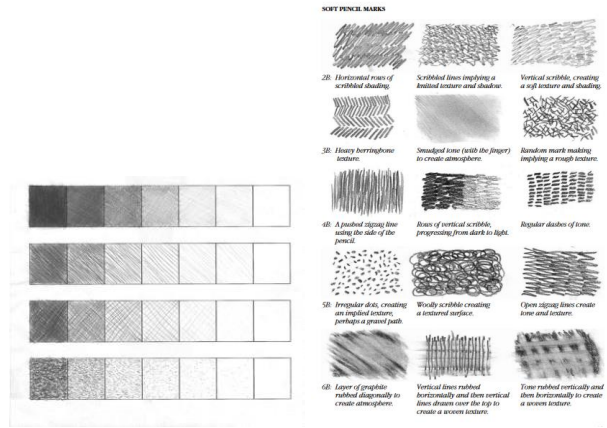 SOFT PENCIL MARKS
2B: Horizontal rows of
scribbled shading.
Scribbled lines implying a
knitted texture and shadow.
Vertical scribble, creating
a soft texture and shading.
3B: Heavy herringbone
texture.
Smudged tone (with the finger)
to create atmosphere.
Random mark making
implying a rough texture.
4B: A pushed zigzag line
using the side of the
pencil.
Rows of vertical scribble,
progressing from dark to light.
Regular dashes of tone.
5B: Irregular dots, creating
an implied texture,
perhaps a gravel path.
Woolly scribble creating
a textured surface.
Open zigzag lines create
tone and texture.
6B: Layer of graphite
rubbed diagonally to
create atmosphere.
Vertical lines rubbed
horizontally and then vertical
lines drawn over the top to
create a woven texture.
Tone rubbed vertically and
then horizontally to create
a woven texture.